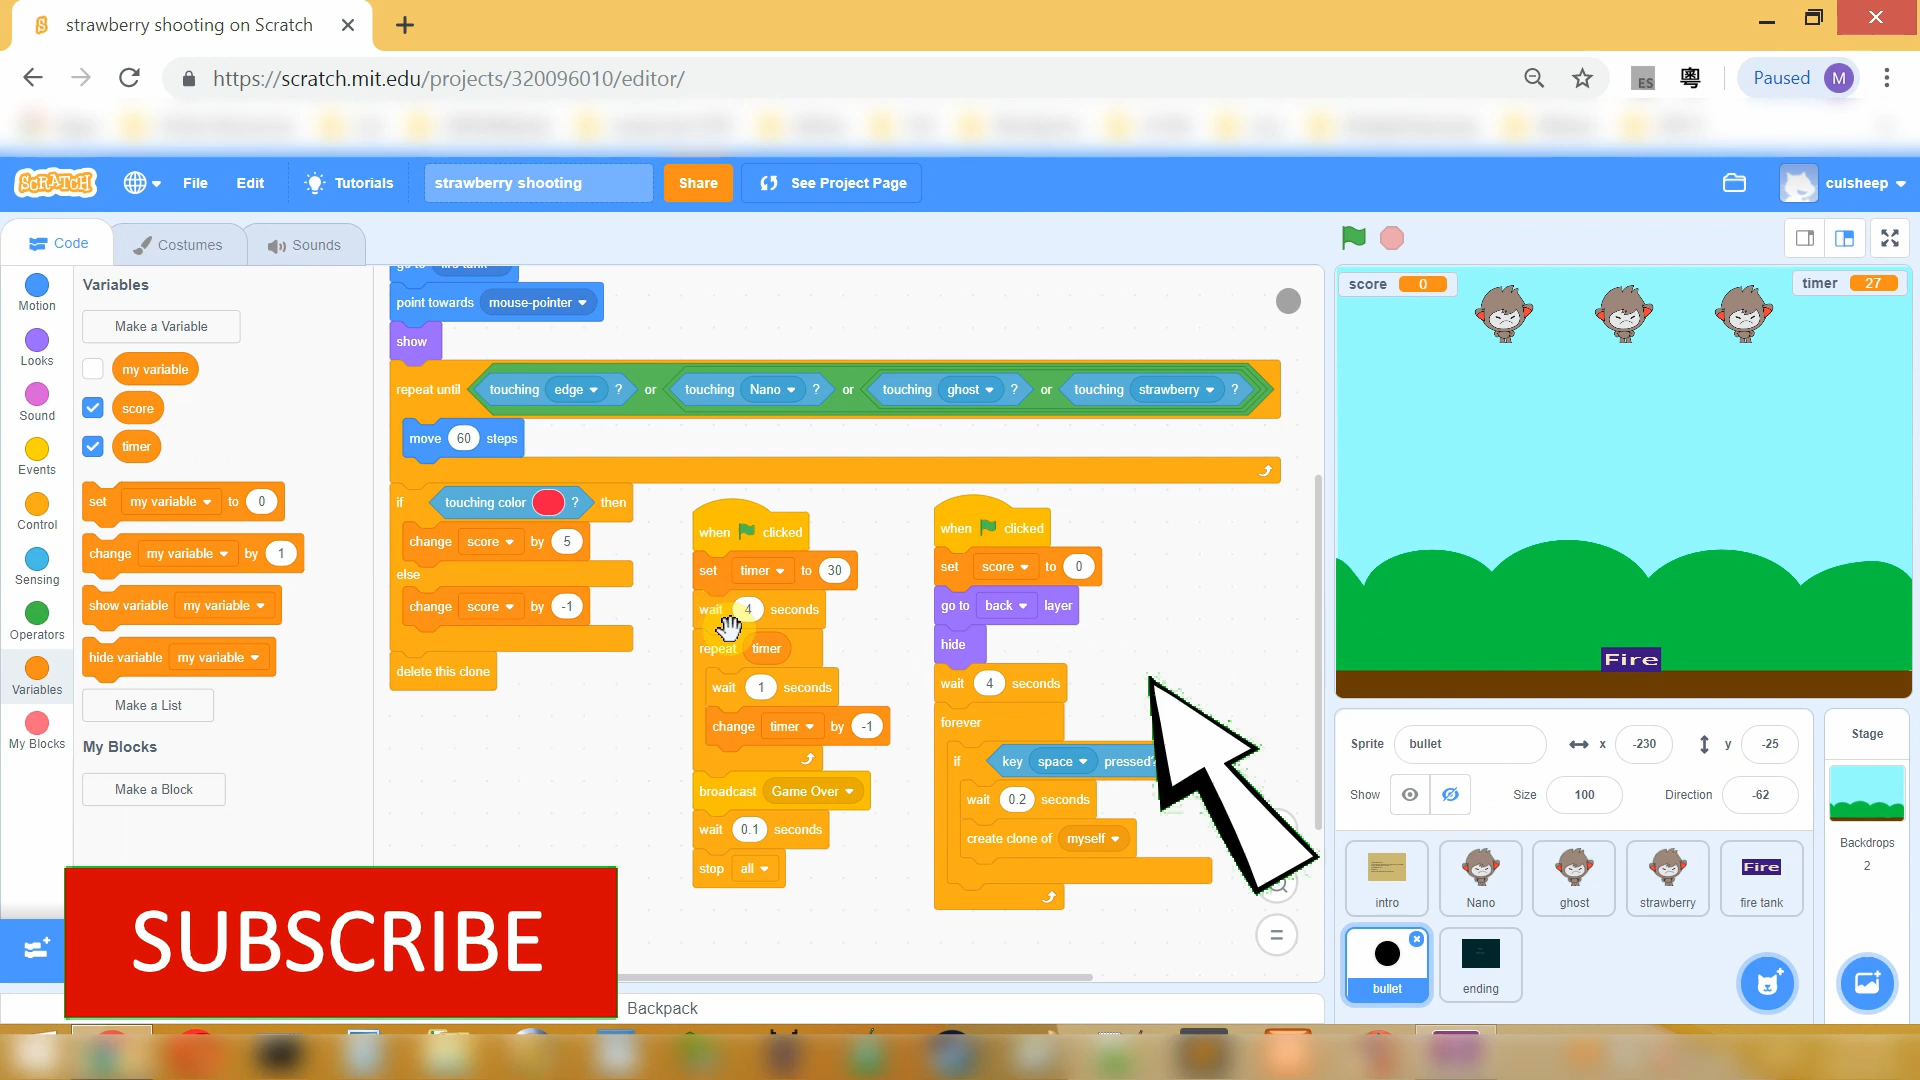 strawberry shooting on Scratch
https://scratch.mit.edu/projects/320096010/editor/
ES
粵
Paused
M
SCRATCH
File
Edit
Tutorials
strawberry shooting
Share
See Project Page
culsheep
Code
Costumes
Sounds
Motion
Looks
Sound
Events
Control
Sensing
Operators
Variables
My Blocks
Variables
Make a Variable
my variable
score
timer
set my variable to 0
change my variable by 1
show variable my variable
hide variable my variable
Make a List
My Blocks
Make a Block
point towards mouse-pointer
show
repeat until touching edge ? or touching Nano ? or touching ghost ? or touching strawberry ?
move 60 steps
if touching color ? then
change score by 5
else
change score by -1
delete this clone
when clicked
set timer to 30
wait 4 seconds
repeat timer
wait 1 seconds
change timer by -1
broadcast Game Over
wait 0.1 seconds
stop all
when clicked
set score to 0
go to back layer
hide
wait 4 seconds
forever
if key space pressed?
wait 0.2 seconds
create clone of myself
score 0
timer 27
Fire
Sprite bullet x -230 y -25
Show Size 100 Direction -62
Stage
Backdrops
2
intro
Nano
ghost
strawberry
Fire
fire tank
bullet
ending
SUBSCRIBE
Backpack